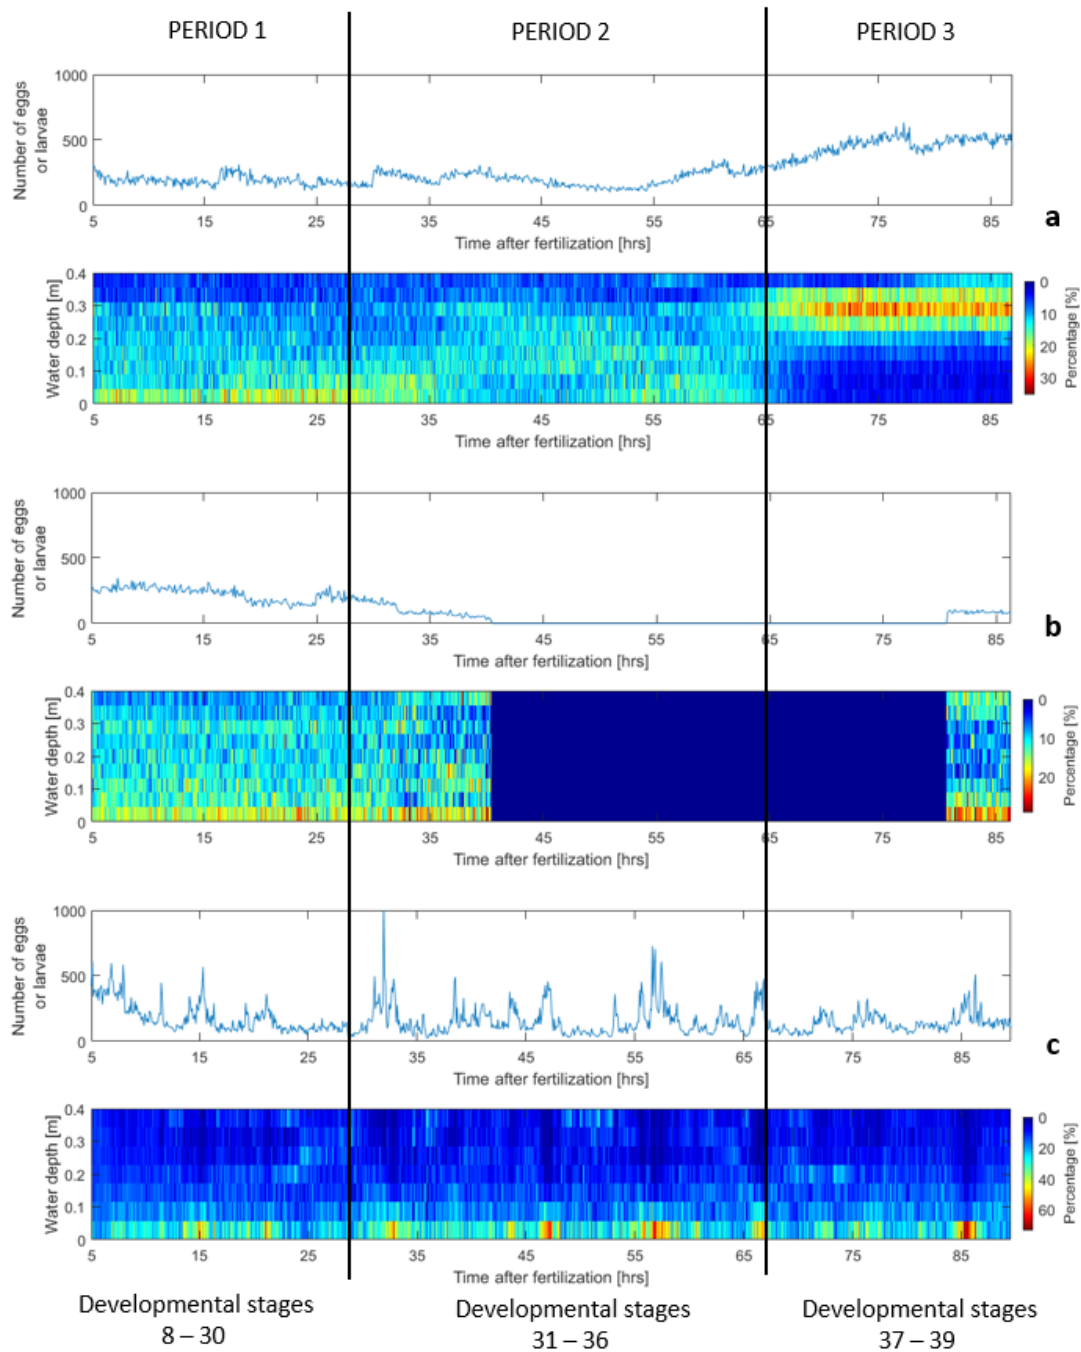 PERIOD 1
PERIOD 2
PERIOD 3
Number of eggs
or larvae
1000
500
0
5 15 25 35 45 55 65 75 85
Time after fertilization [hrs]
a
Water depth [m]
0.4
0.3
0.2
0.1
0
5 15 25 35 45 55 65 75 85
Time after fertilization [hrs]
0
10
20
30
Percentage [%]
Number of eggs
or larvae
1000
500
0
5 15 25 35 45 55 65 75 85
Time after fertilization [hrs]
b
Water depth [m]
0.4
0.3
0.2
0.1
0
5 15 25 35 45 55 65 75 85
Time after fertilization [hrs]
0
10
20
Percentage [%]
Number of eggs
or larvae
1000
500
0
5 15 25 35 45 55 65 75 85
Time after fertilization [hrs]
c
Water depth [m]
0.4
0.3
0.2
0.1
0
5 15 25 35 45 55 65 75 85
Time after fertilization [hrs]
0
20
40
60
Percentage [%]
Developmental stages
8 – 30
Developmental stages
31 – 36
Developmental stages
37 – 39